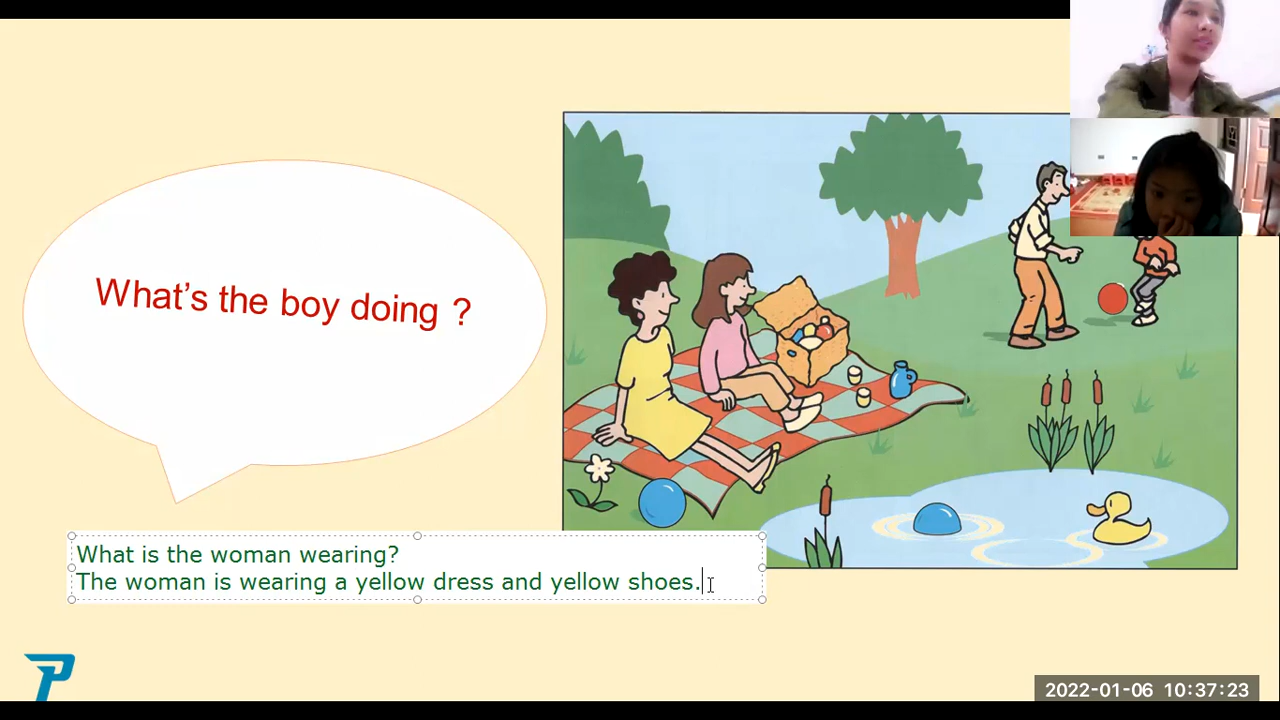 What's the boy doing ?
What is the woman wearing?
The woman is wearing a yellow dress and yellow shoes.
2022-01-06 10:37:23